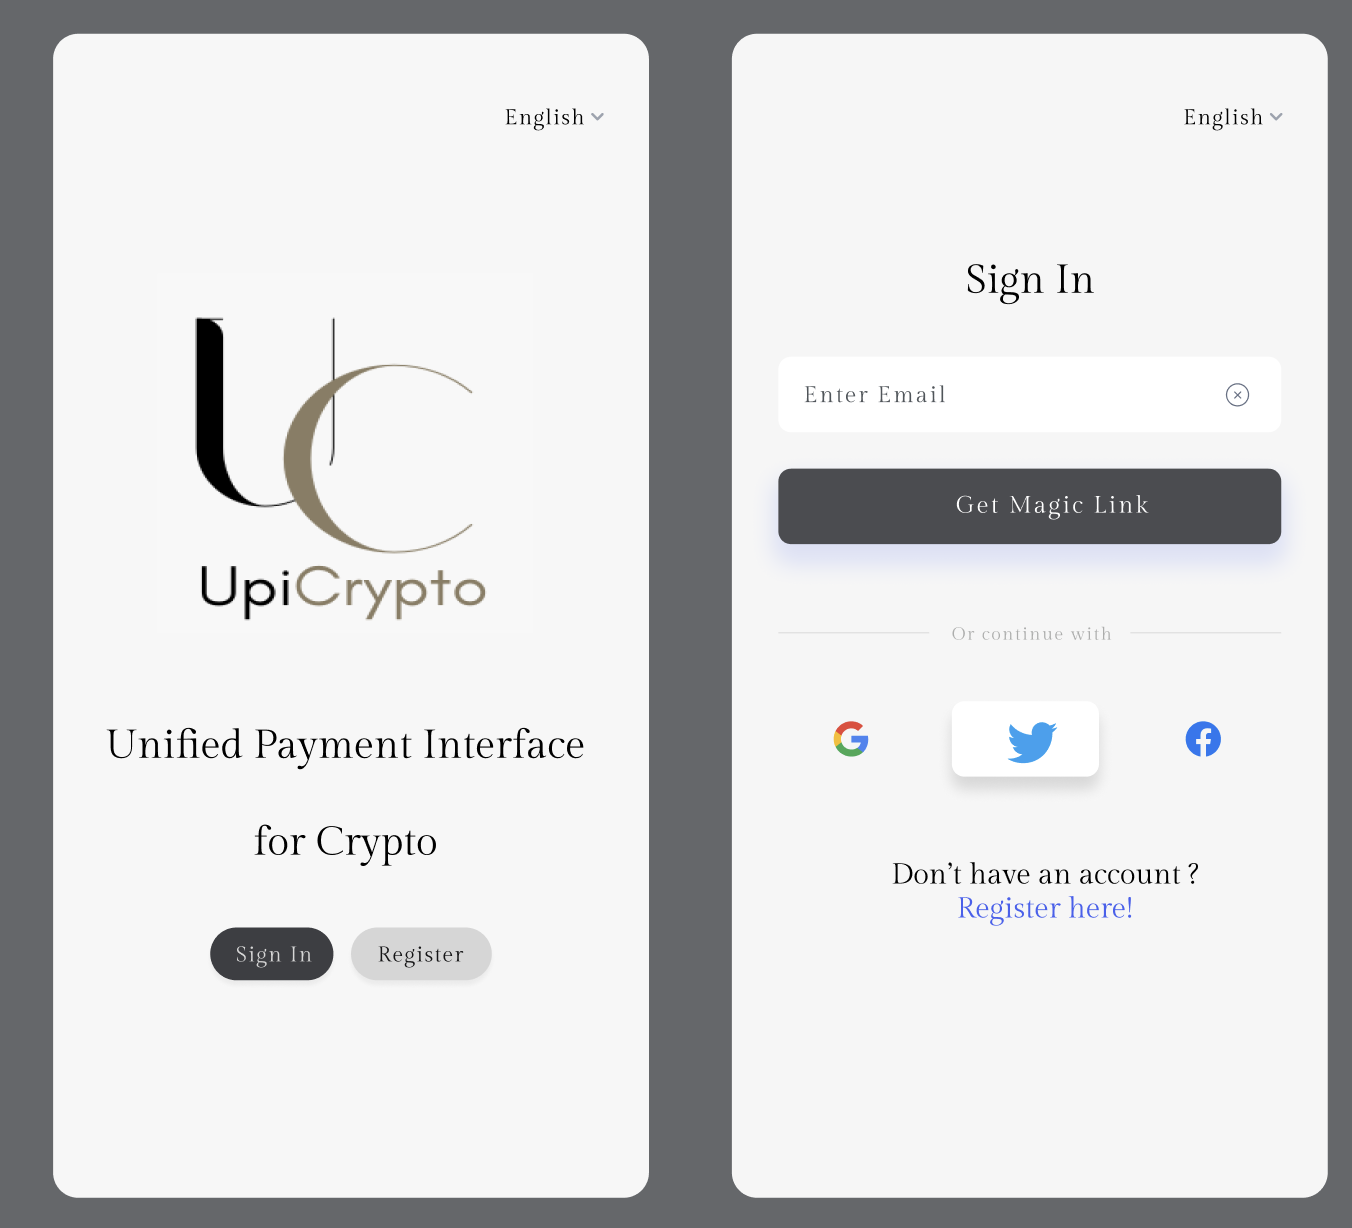 English
UC
UpiCrypto
Unified Payment Interface
for Crypto
Sign In
Register
English
Sign In
Enter Email
Get Magic Link
Or continue with
Don’t have an account ?
Register here!